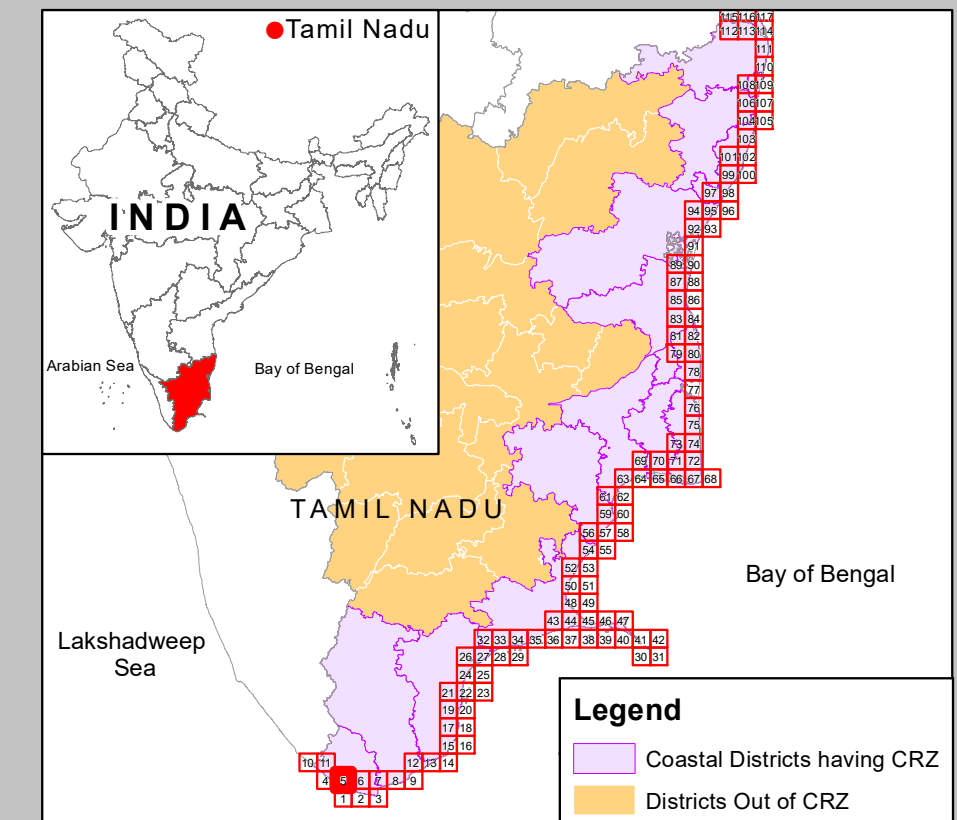 Tamil Nadu
INDIA
Arabian Sea
Bay of Bengal
115 116 117
112 113 114
111
110
108 109
106 107
104 105
103
101 102
99 100
97 98
94 95 96
92 93
91
89 90
87 88
85 86
83 84
81 82
79 80
78
77
76
75
73 74
69 70 71 72
63 64 65 66 67 68
61 62
TAMIL NADU
59 60
56 57 58
54 55
52 53
Bay of Bengal
50 51
48 49
43 44 45 46 47
Lakshadweep
Sea
32 33 34 35 36 37 38 39 40 41 42
26 27 28 29 30 31
24 25
21 22 23
19 20
17 18
15 16
10 11 12 13 14
4 5 6 7 8 9
1 2 3
Legend
Coastal Districts having CRZ
Districts Out of CRZ